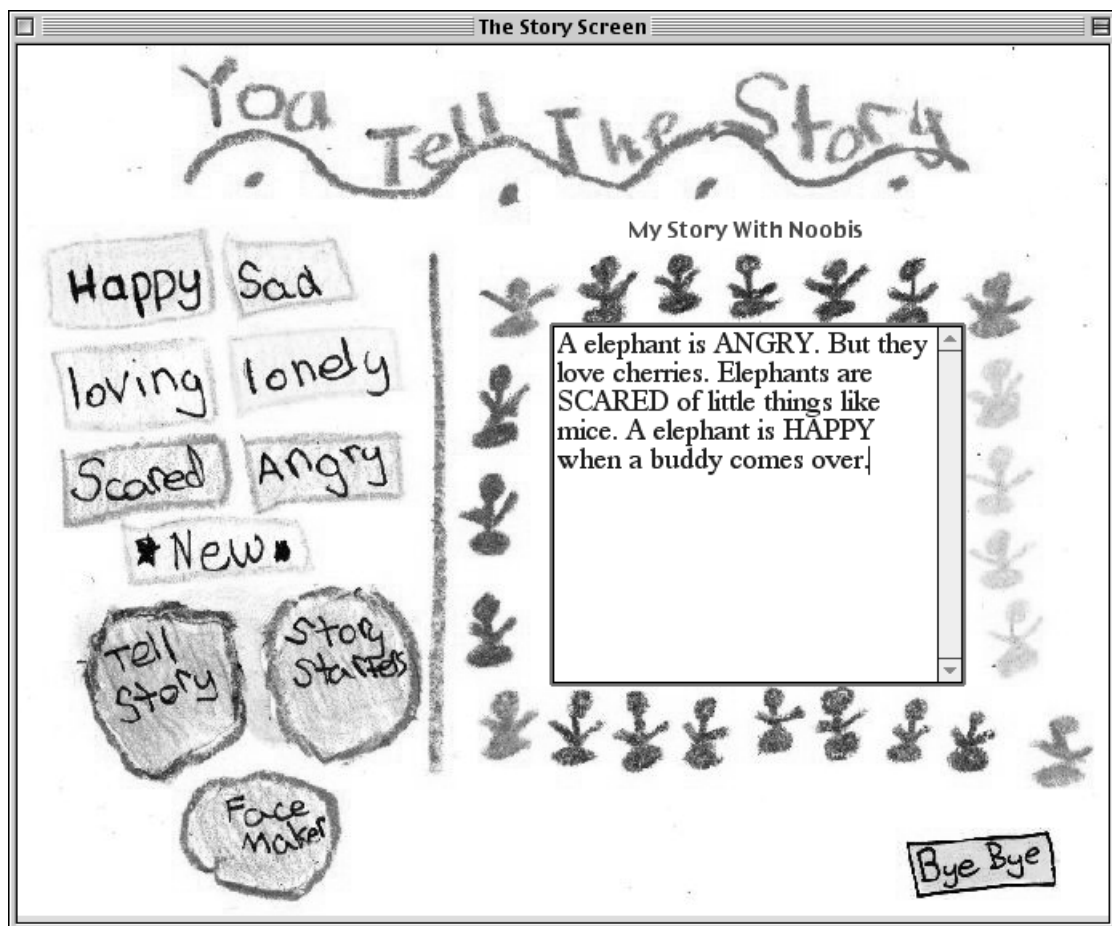 The Story Screen
You Tell The Story
My Story With Noobis
Happy
Sad
loving
lonely
Scared
Angry
New
A elephant is ANGRY. But they
love cherries. Elephants are
SCARED of little things like
mice. A elephant is HAPPY
when a buddy comes over.
Tell
Story
Story
Starters
Face
Maker
Bye Bye